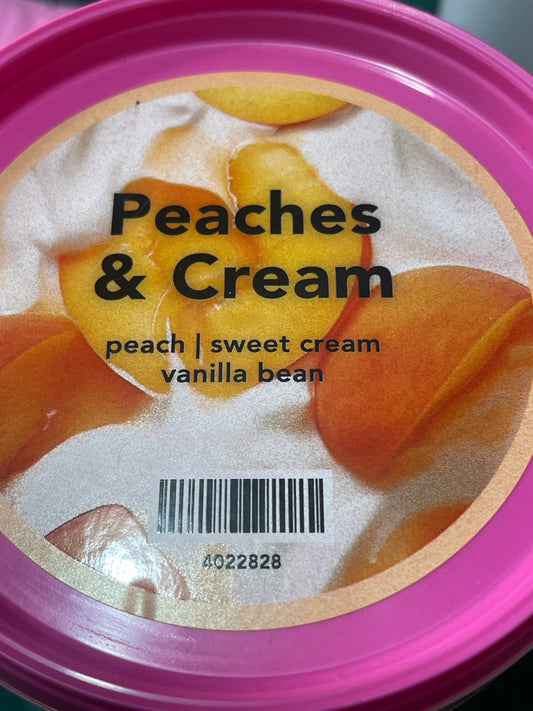 Peaches
& Cream
peach | sweet cream
vanilla bean
4022828